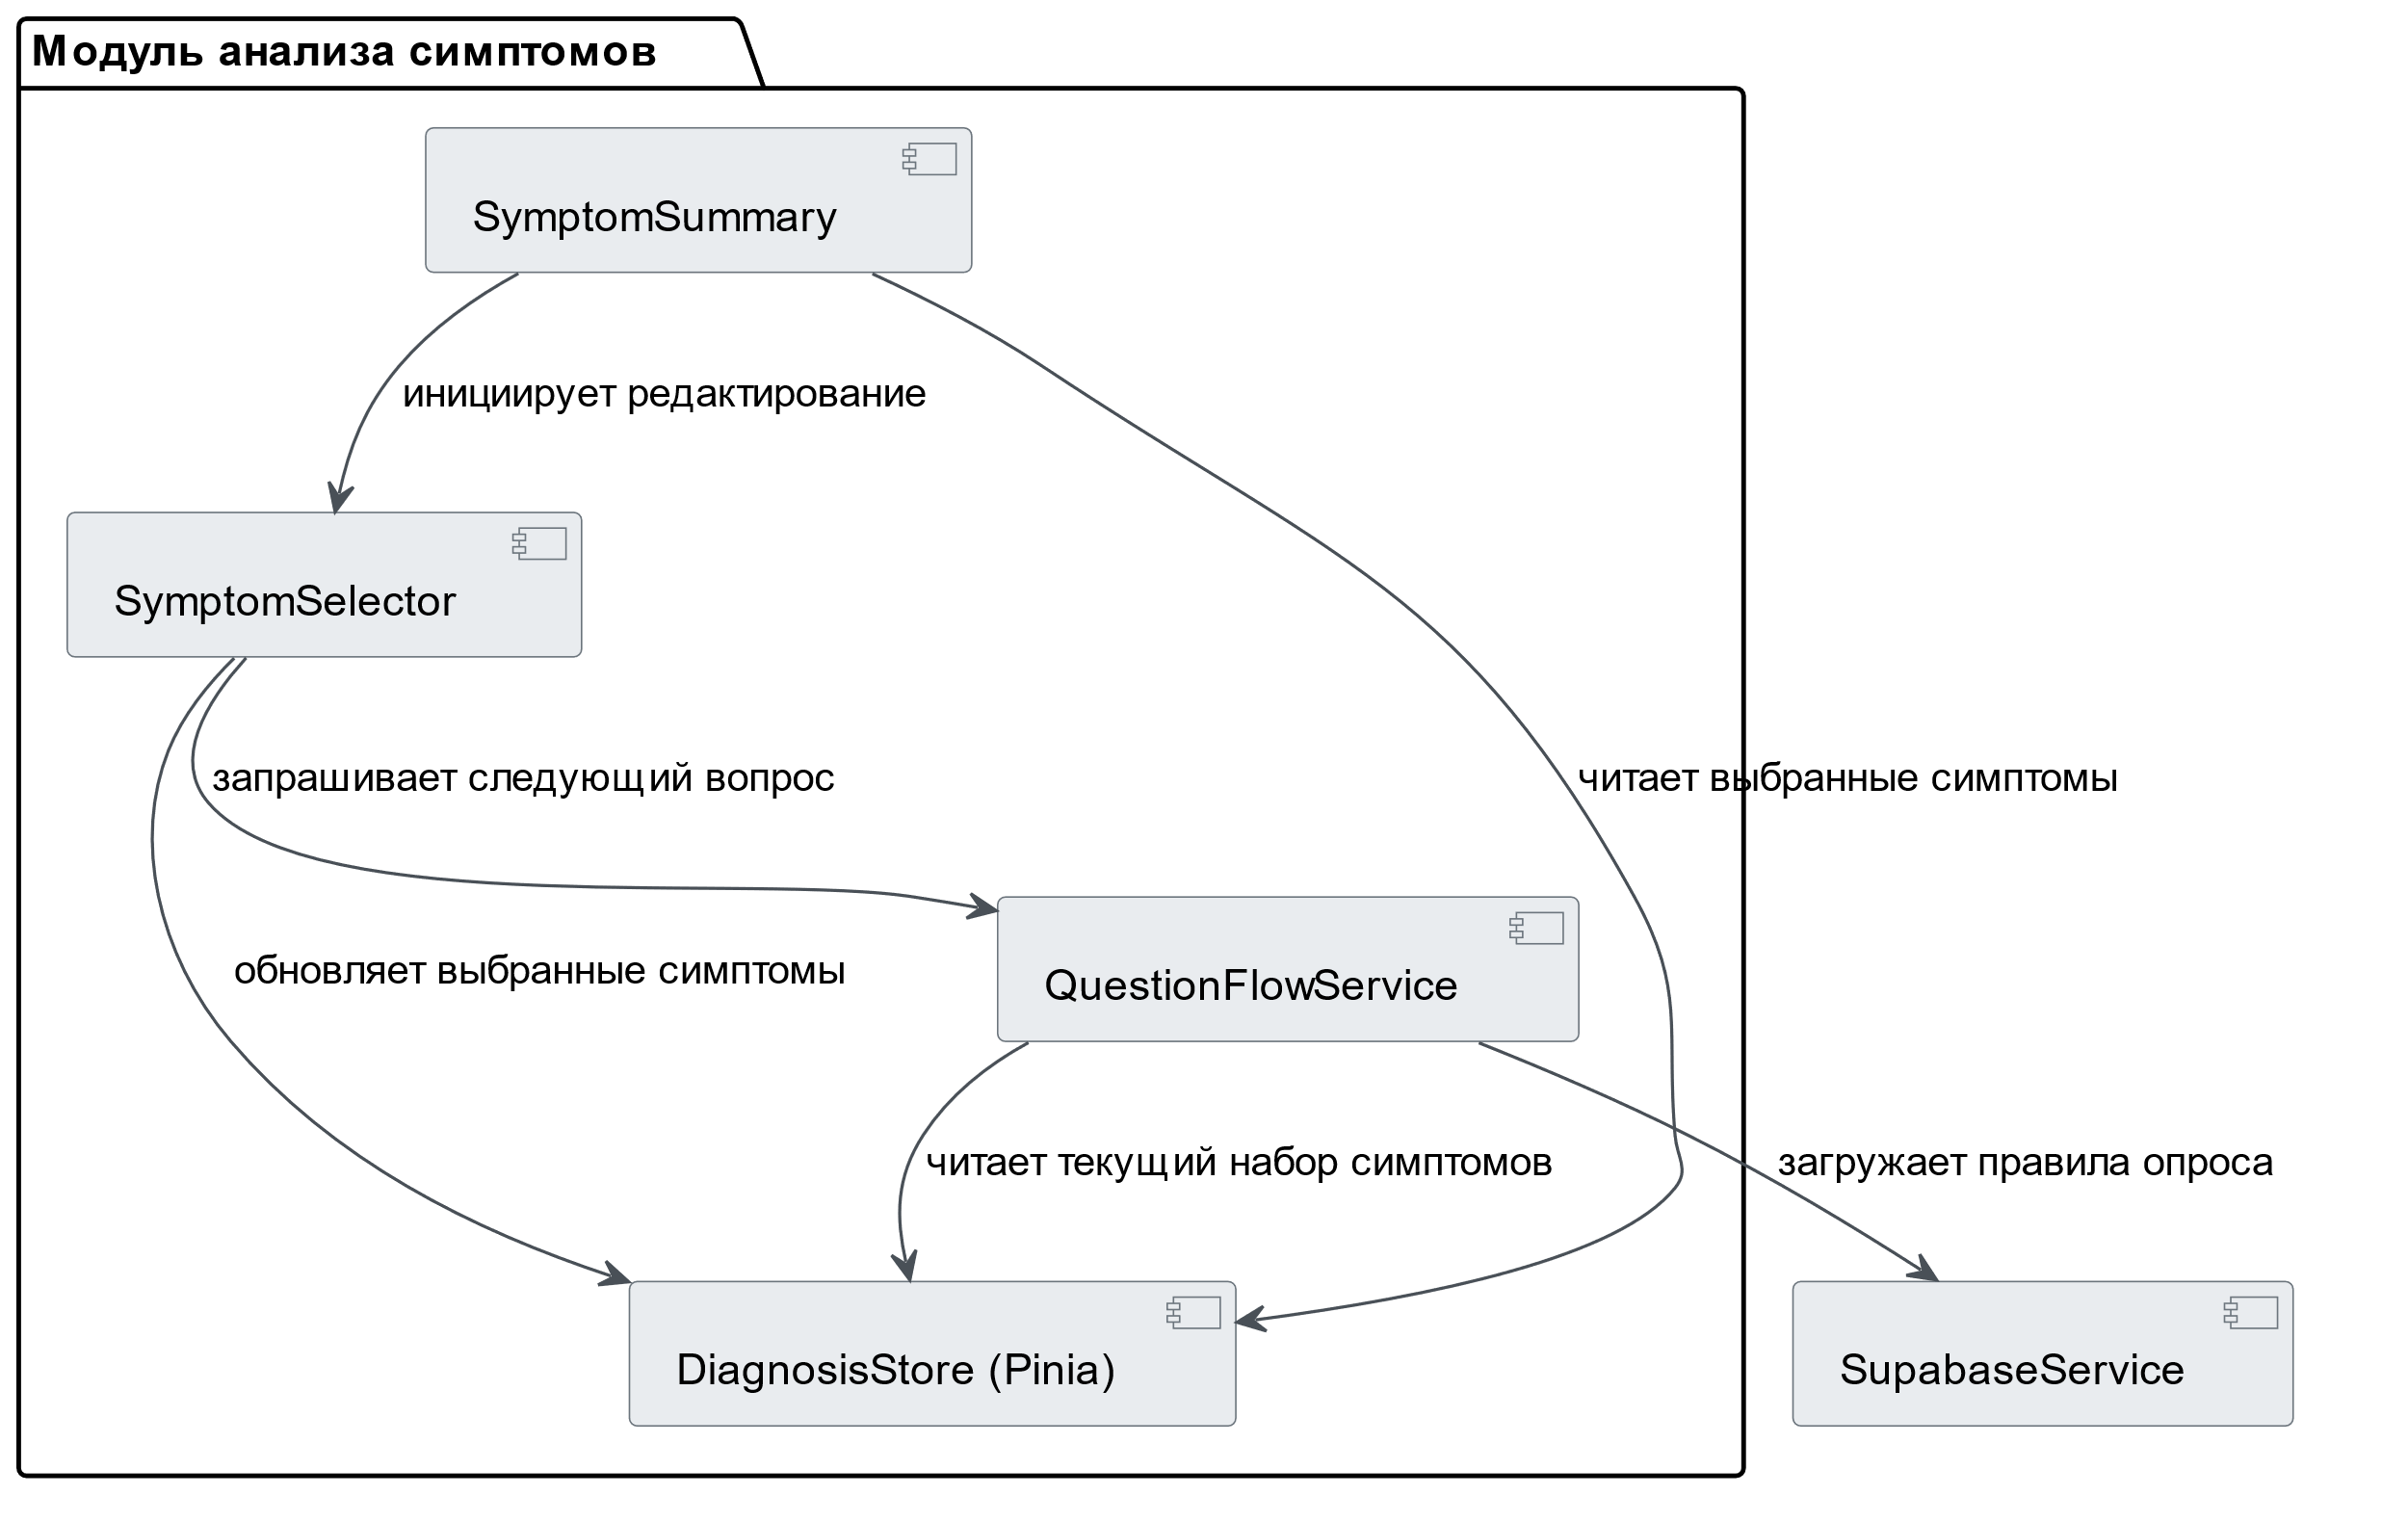 Модуль анализа симптомов
SymptomSummary
инициирует редактирование
SymptomSelector
запрашивает следующий вопрос
читает выбранные симптомы
обновляет выбранные симптомы
QuestionFlowService
читает текущий набор симптомов
загружает правила опроса
DiagnosisStore (Pinia)
SupabaseService